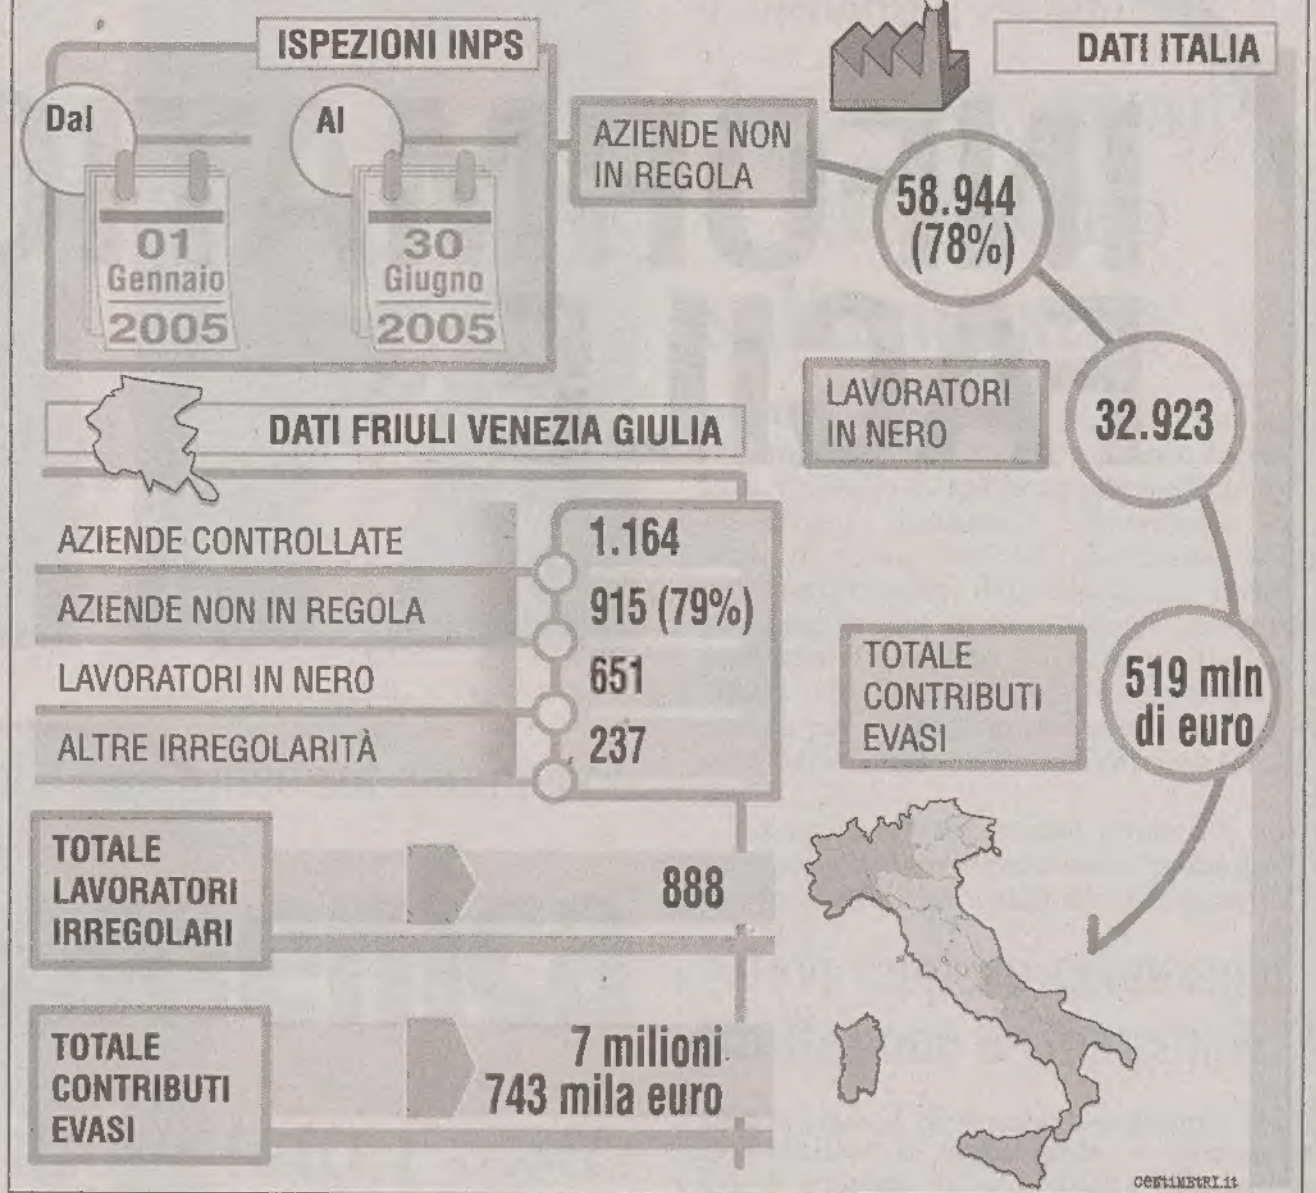 ISPEZIONI INPS
Dal
01
Gennaio
2005
Al
30
Giugno
2005
DATI ITALIA
AZIENDE NON
IN REGOLA
58.944
(78%)
LAVORATORI
IN NERO
32.923
TOTALE
CONTRIBUTI
EVASI
519 mln
di euro
DATI FRIULI VENEZIA GIULIA
AZIENDE CONTROLLATE 1.164
AZIENDE NON IN REGOLA 915 (79%)
LAVORATORI IN NERO 651
ALTRE IRREGOLARITÀ 237
TOTALE
LAVORATORI
IRREGOLARI
888
TOTALE
CONTRIBUTI
EVASI
7 milioni
743 mila euro
CENTIMETRI.it